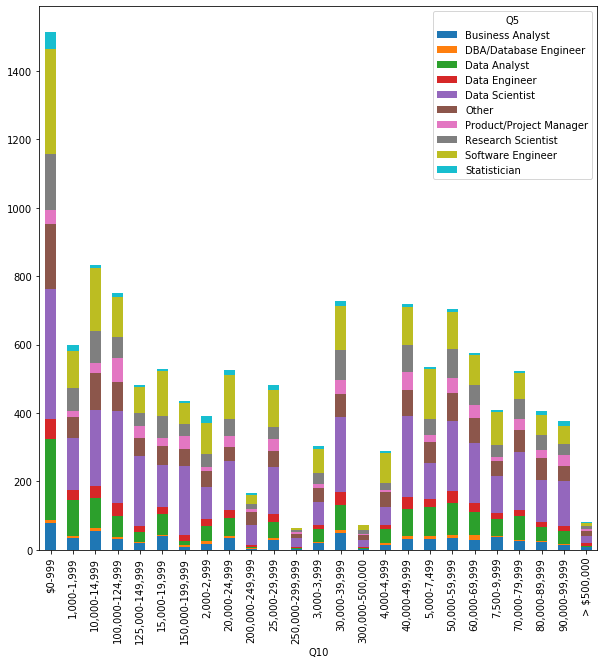 Q5
Business Analyst
DBA/Database Engineer
Data Analyst
Data Engineer
Data Scientist
Other
Product/Project Manager
Research Scientist
Software Engineer
Statistician
1400
1200
1000
800
600
400
200
0
$0-999
1,000-1,999
10,000-14,999
100,000-124,999
125,000-149,999
15,000-19,999
150,000-199,999
2,000-2,999
20,000-24,999
200,000-249,999
25,000-29,999
250,000-299,999
3,000-3,999
30,000-39,999
300,000-500,000
4,000-4,999
40,000-49,999
5,000-7,499
50,000-59,999
60,000-69,999
7,500-9,999
70,000-79,999
80,000-89,999
90,000-99,999
> $500,000
Q10